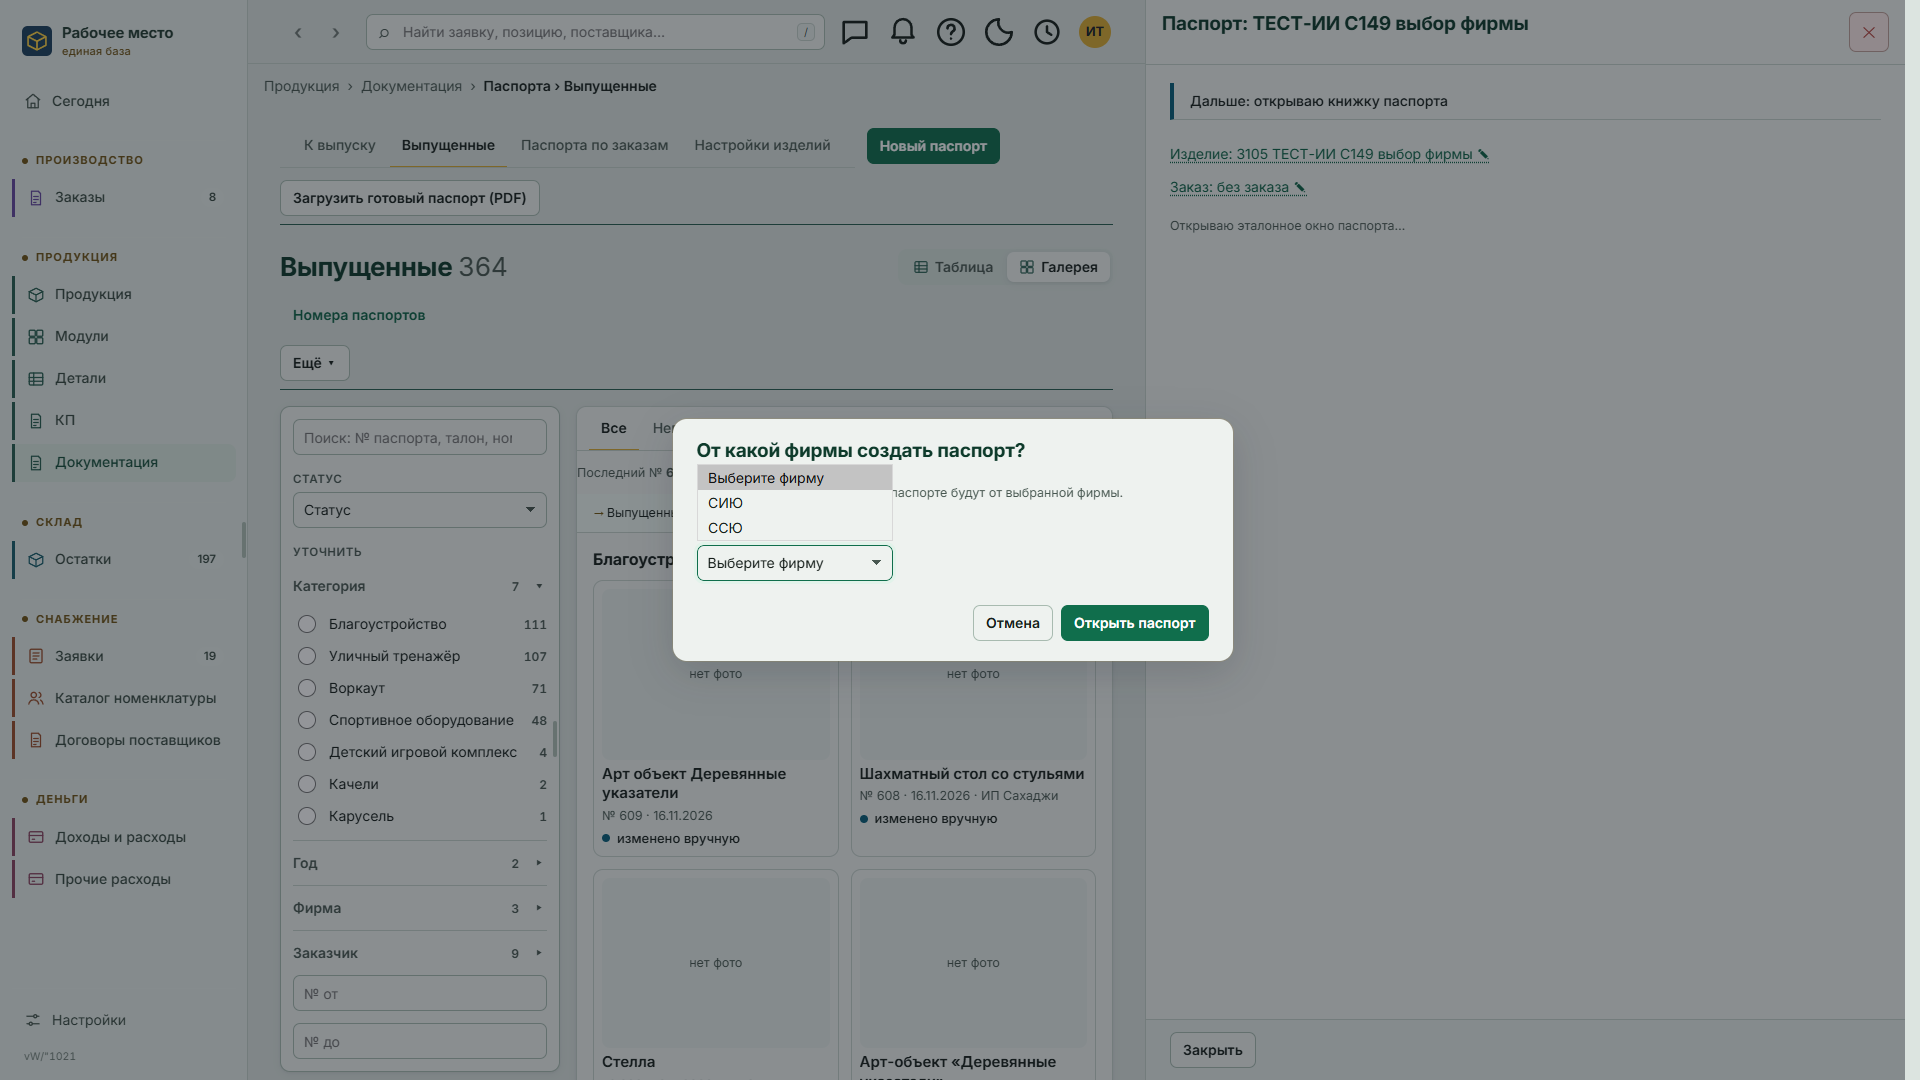 Рабочее место
единая база
Сегодня
ПРОИЗВОДСТВО
Заказы 8
ПРОДУКЦИЯ
Продукция
Модули
Детали
КП
Документация
СКЛАД
Остатки 197
СНАБЖЕНИЕ
Заявки 19
Каталог номенклатуры
Договоры поставщиков
ДЕНЬГИ
Доходы и расходы
Прочие расходы
Настройки
vW/"1021
Найти заявку, позицию, поставщика... /
ИТ
Продукция › Документация › Паспорта › Выпущенные
К выпуску Выпущенные Паспорта по заказам Настройки изделий Новый паспорт
Загрузить готовый паспорт (PDF)
Выпущенные 364
Таблица Галерея
Номера паспортов
Ещё
Поиск: № паспорта, талон, ног
СТАТУС
Статус
УТОЧНИТЬ
Категория 7
Благоустройство 111
Уличный тренажёр 107
Воркаут 71
Спортивное оборудование 48
Детский игровой комплекс 4
Качели 2
Карусель 1
Год 2
Фирма 3
Заказчик 9
№ от
№ до
Все
Последний № 6
→ Выпущенн
Благоустр
нет фото
Арт объект Деревянные
указатели
№ 609 · 16.11.2026
изменено вручную
нет фото
Шахматный стол со стульями
№ 608 · 16.11.2026 · ИП Сахаджи
изменено вручную
нет фото
Стелла
нет фото
Арт-объект «Деревянные
От какой фирмы создать паспорт?
паспорте будут от выбранной фирмы.
Выберите фирму
СИЮ
ССЮ
Выберите фирму
Отмена Открыть паспорт
Паспорт: ТЕСТ-ИИ С149 выбор фирмы
Дальше: открываю книжку паспорта
Изделие: 3105 ТЕСТ-ИИ С149 выбор фирмы
Заказ: без заказа
Открываю эталонное окно паспорта...
Закрыть